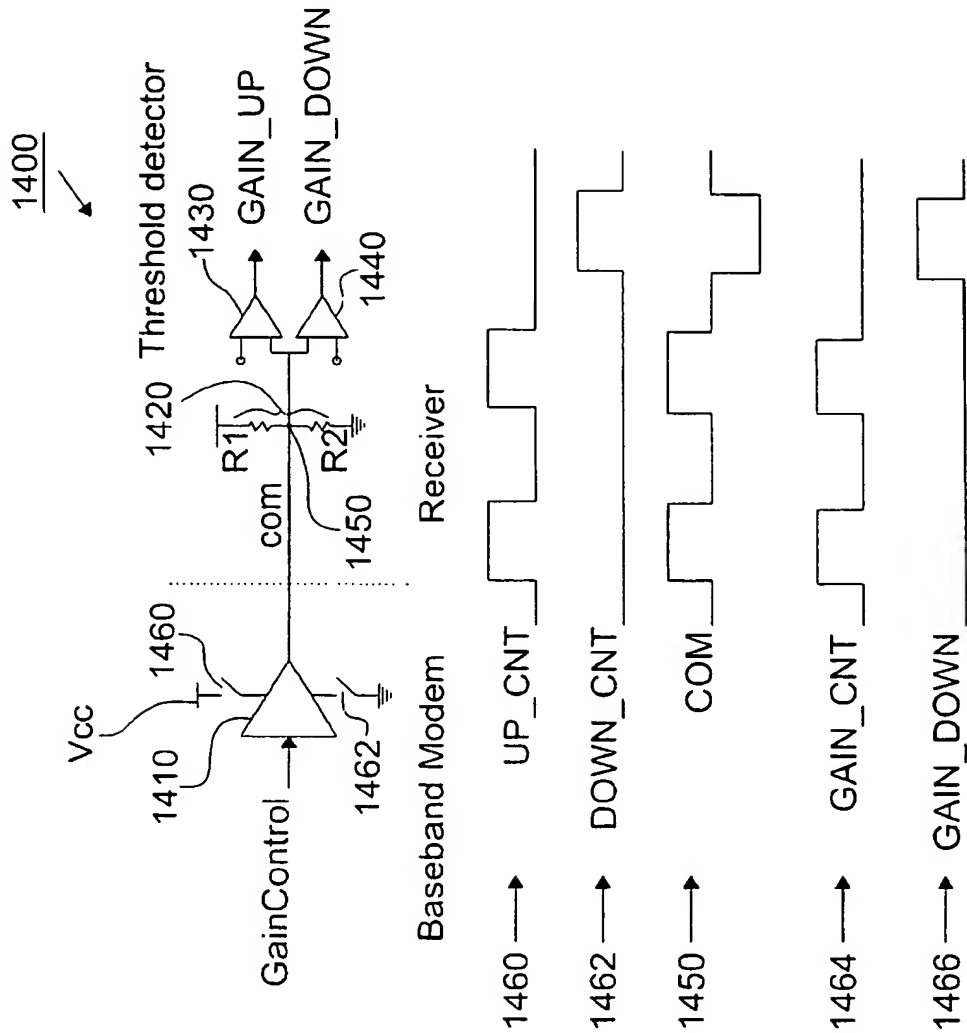 1400
Threshold detector
1430
GAIN_UP
GAIN_DOWN
1440
1420
R1
R2
com
1450
Vcc
1460
1410
1462
GainControl
Baseband Modem
Receiver
1460 UP_CNT
1462 DOWN_CNT
1450 COM
1464 GAIN_CNT
1466 GAIN_DOWN